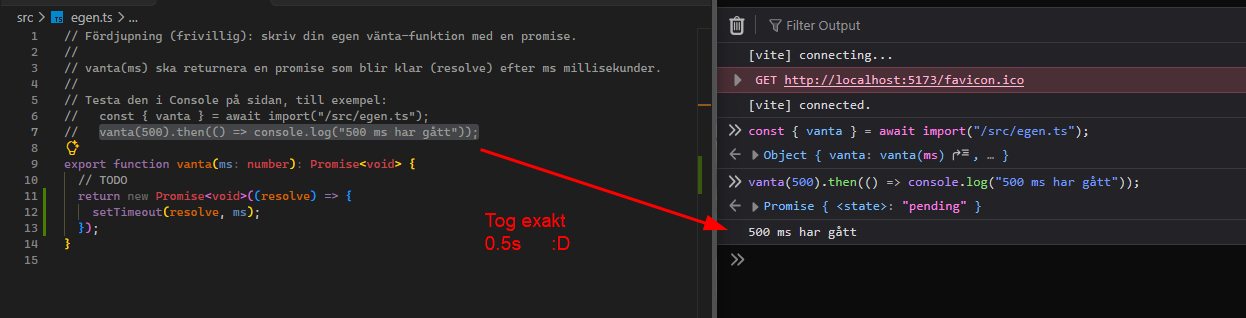 src > egen.ts > ...
1 // Fördjupning (frivillig): skriv din egen vänta-funktion med en promise.
2 //
3 // vanta(ms) ska returnera en promise som blir klar (resolve) efter ms millisekunder.
4 //
5 // Testa den i Console på sidan, till exempel:
6 //   const { vanta } = await import("/src/egen.ts");
7 //   vanta(500).then(() => console.log("500 ms har gått"));
8
9 export function vanta(ms: number): Promise<void> {
10   // TODO
11   return new Promise<void>((resolve) => {
12     setTimeout(resolve, ms);
13   });
14 }
15
Tog exakt
0.5s :D
Filter Output
[vite] connecting...
GET http://localhost:5173/favicon.ico
[vite] connected.
>> const { vanta } = await import("/src/egen.ts");
← Object { vanta: vanta(ms), … }
>> vanta(500).then(() => console.log("500 ms har gått"));
← Promise { <state>: "pending" }
500 ms har gått
>>